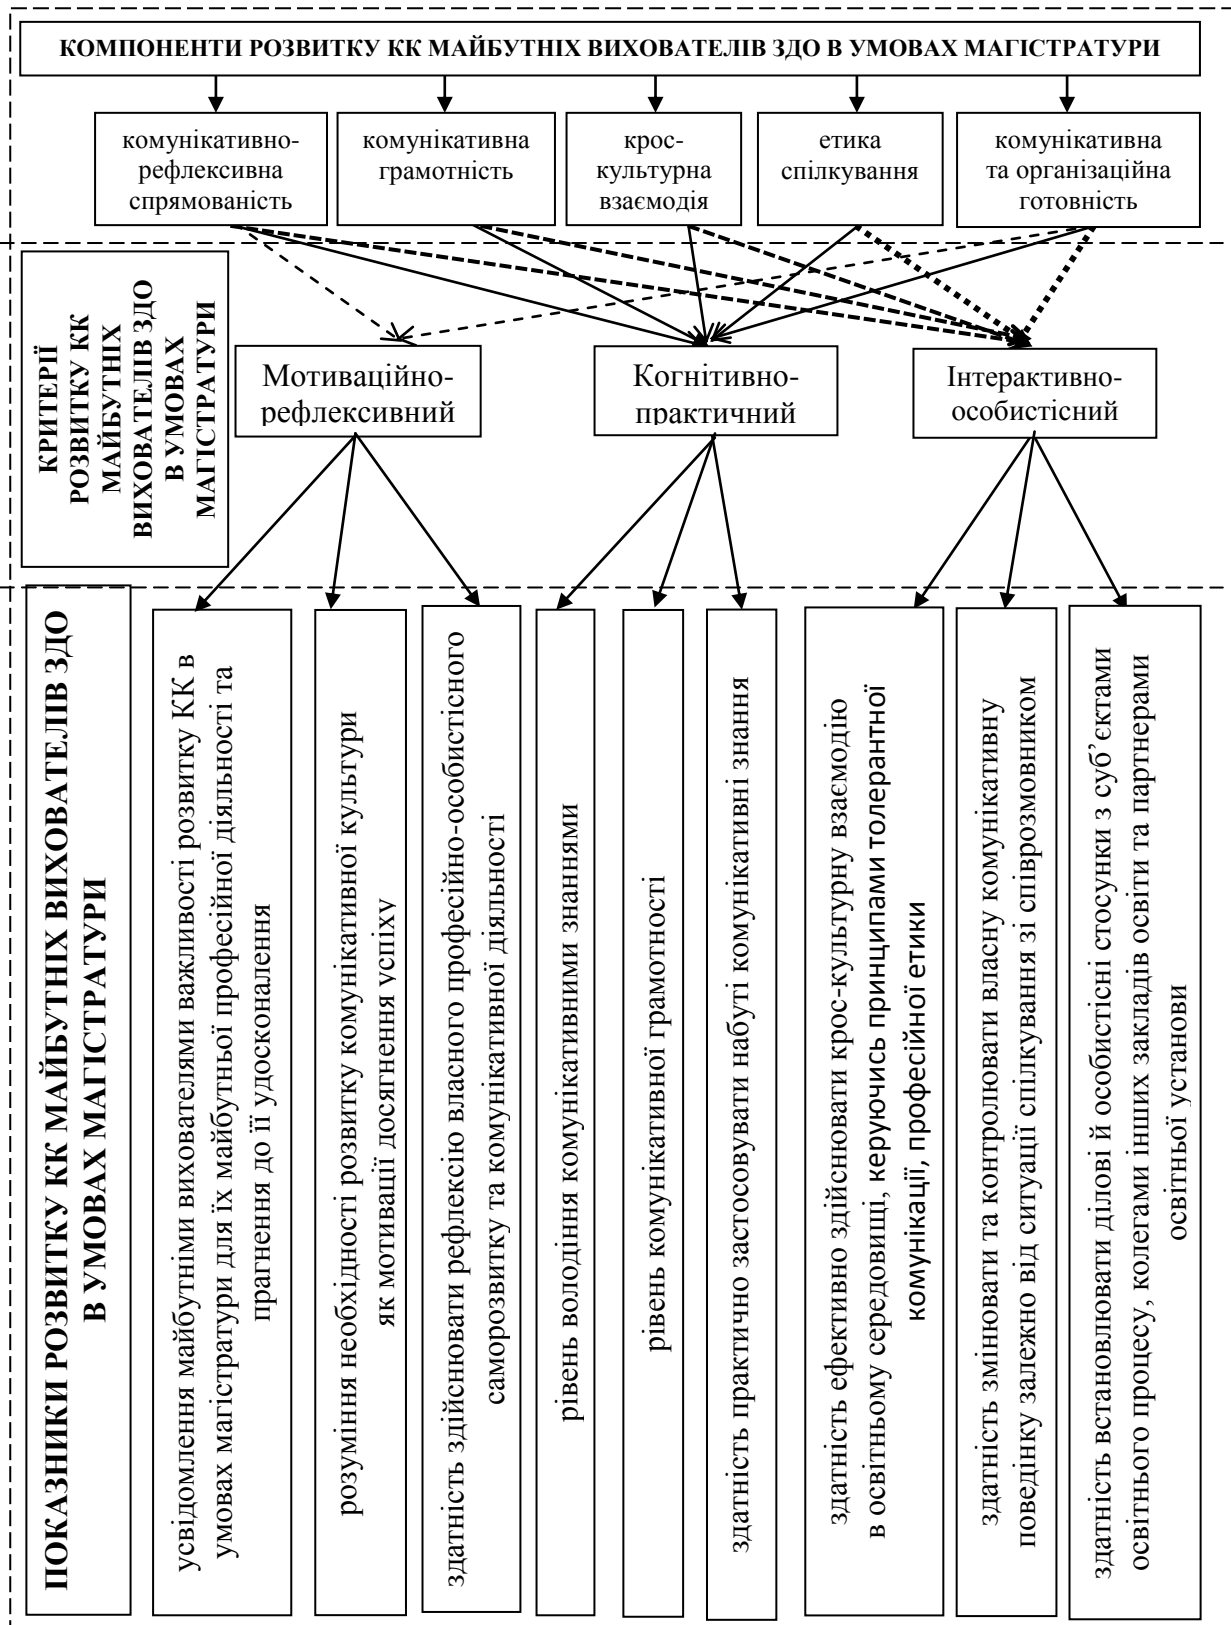 КОМПОНЕНТИ РОЗВИТКУ КК МАЙБУТНІХ ВИХОВАТЕЛІВ ЗДО В УМОВАХ МАГІСТРАТУРИ
комунікативно-
рефлексивна
спрямованість
комунікативна
грамотність
крос-
культурна
взаємодія
етика
спілкування
комунікативна
та організаційна
готовність
КРИТЕРІЇ
РОЗВИТКУ КК
МАЙБУТНІХ
ВИХОВАТЕЛІВ ЗДО
В УМОВАХ
МАГІСТРАТУРИ
Мотиваційно-
рефлексивний
Когнітивно-
практичний
Інтерактивно-
особистісний
ПОКАЗНИКИ РОЗВИТКУ КК МАЙБУТНІХ ВИХОВАТЕЛІВ ЗДО
В УМОВАХ МАГІСТРАТУРИ
усвідомлення майбутніми вихователями важливості розвитку КК в
умовах магістратури для їх майбутньої професійної діяльності та
прагнення до її удосконалення
розуміння необхідності розвитку комунікативної культури
як мотивації досягнення успіху
здатність здійснювати рефлексію власного професійно-особистісного
саморозвитку та комунікативної діяльності
рівень володіння комунікативними знаннями
рівень комунікативної грамотності
здатність практично застосовувати набуті комунікативні знання
здатність ефективно здійснювати крос-культурну взаємодію
в освітньому середовищі, керуючись принципами толерантної
комунікації, професійної етики
здатність змінювати та контролювати власну комунікативну
поведінку залежно від ситуації спілкування зі співрозмовником
здатність встановлювати ділові й особистісні стосунки з суб’єктами
освітнього процесу, колегами інших закладів освіти та партнерами
освітньої установи